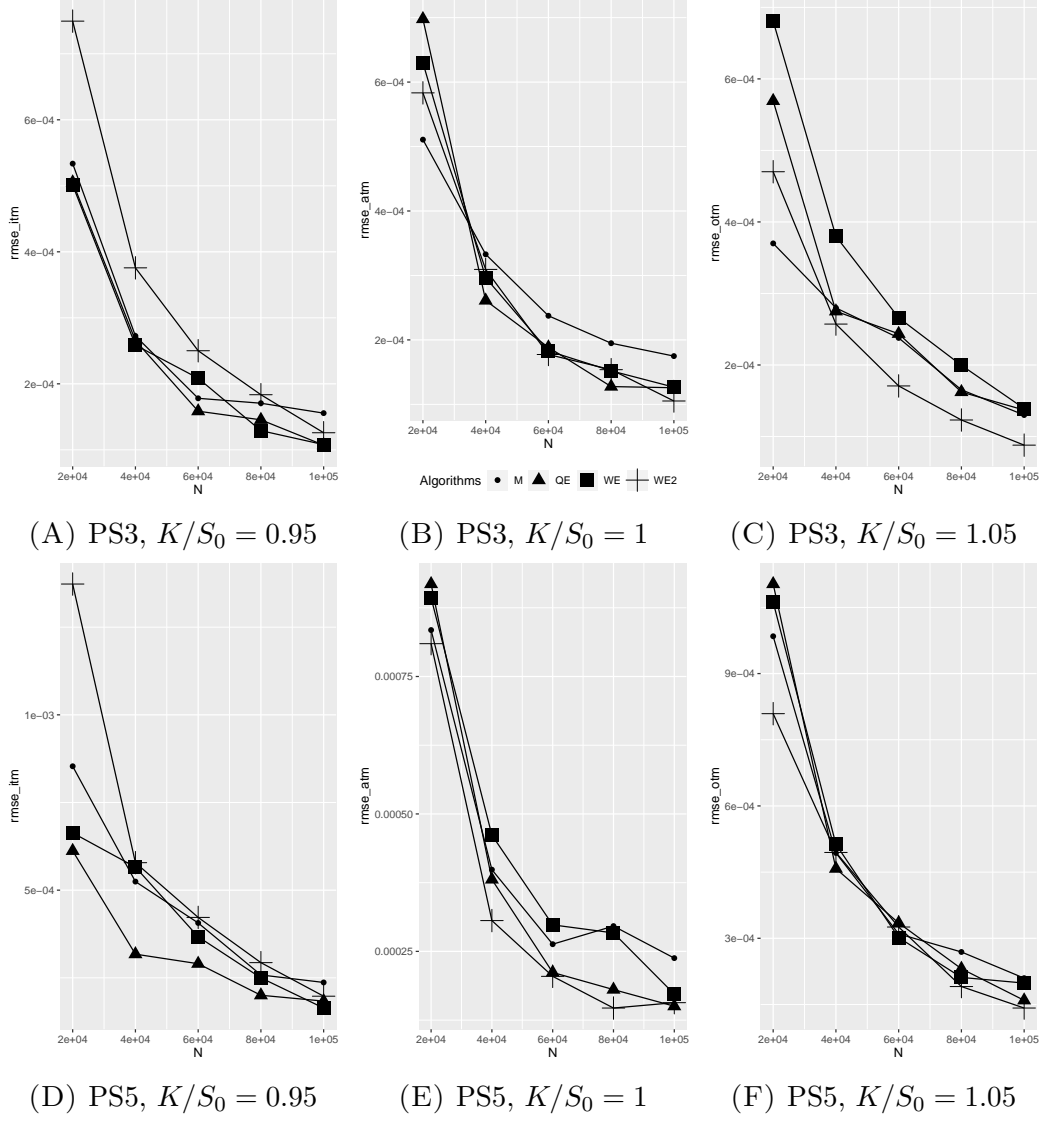 rmse_itm
6e−04
4e−04
2e−04
2e+04 4e+04 6e+04 8e+04 1e+05
N
rmse_atm
6e−04
4e−04
2e−04
2e+04 4e+04 6e+04 8e+04 1e+05
N
Algorithms M QE WE WE2
rmse_otm
6e−04
4e−04
2e−04
2e+04 4e+04 6e+04 8e+04 1e+05
N
(A) PS3, K/S₀ = 0.95
(B) PS3, K/S₀ = 1
(C) PS3, K/S₀ = 1.05
rmse_itm
1e−03
5e−04
2e+04 4e+04 6e+04 8e+04 1e+05
N
rmse_atm
0.00075
0.00050
0.00025
2e+04 4e+04 6e+04 8e+04 1e+05
N
rmse_otm
9e−04
6e−04
3e−04
2e+04 4e+04 6e+04 8e+04 1e+05
N
(D) PS5, K/S₀ = 0.95
(E) PS5, K/S₀ = 1
(F) PS5, K/S₀ = 1.05